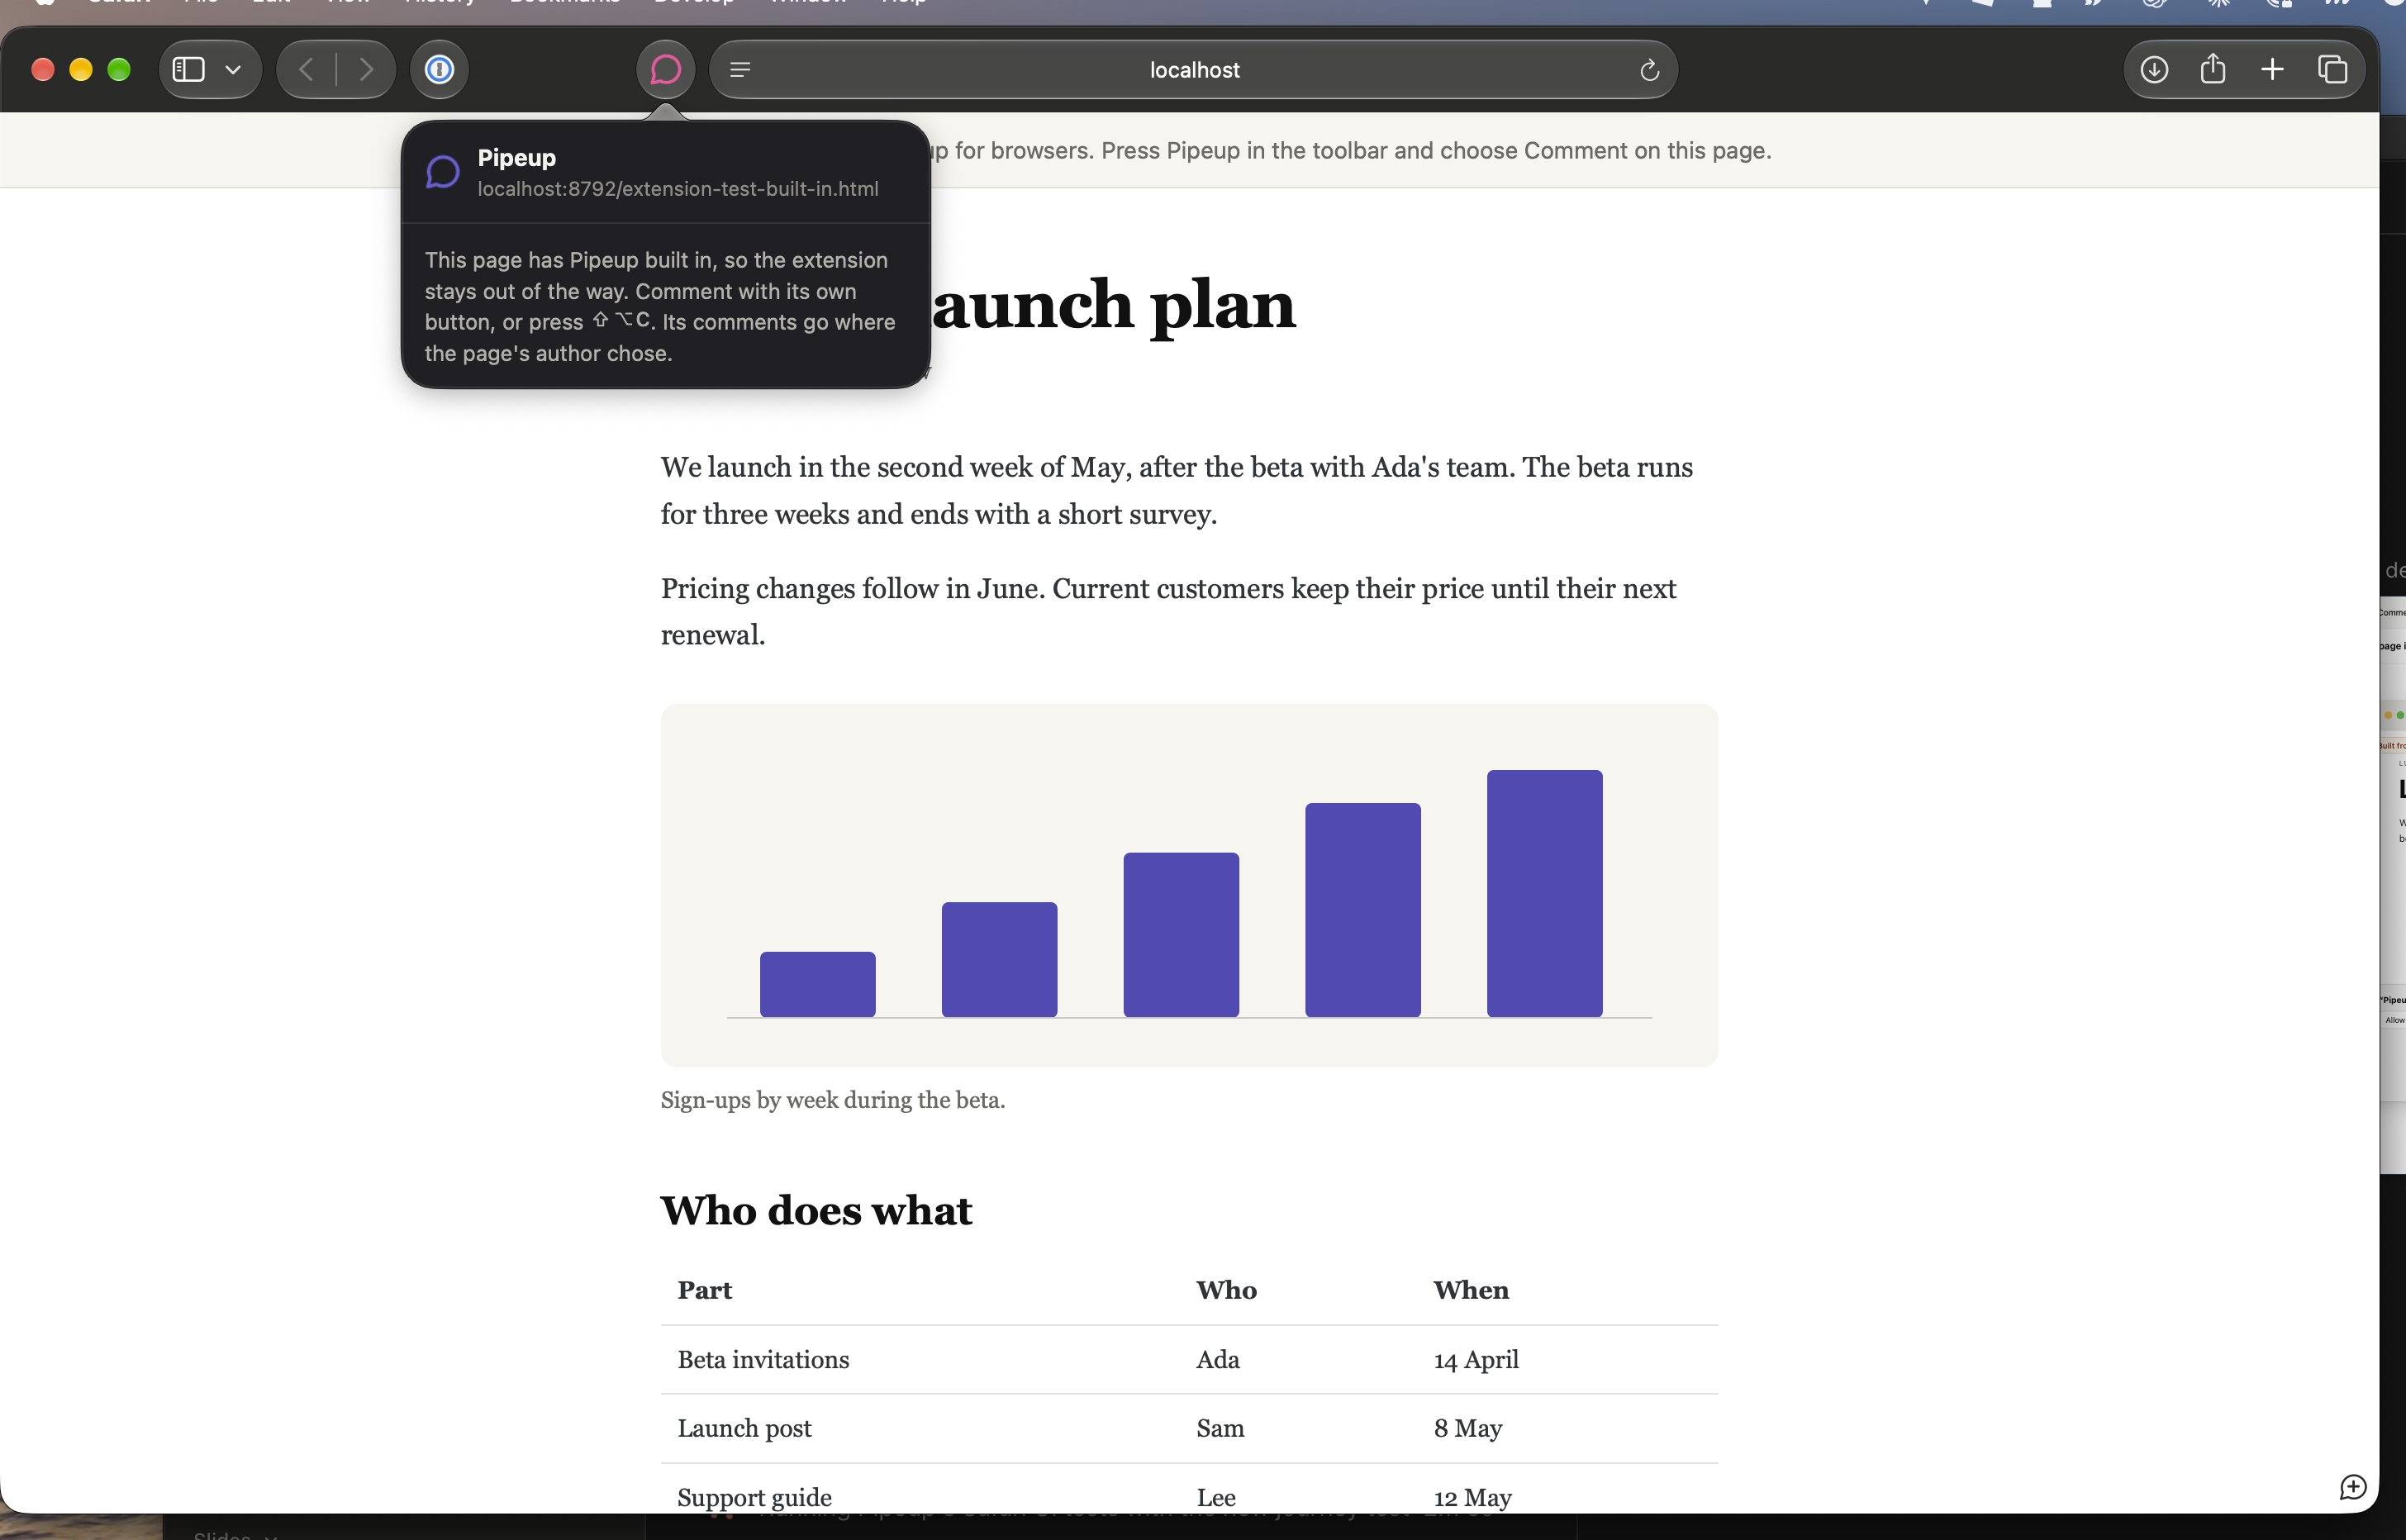 localhost
Pipeup
localhost:8792/extension-test-built-in.html
This page has Pipeup built in, so the extension
stays out of the way. Comment with its own
button, or press ⇧⌥C. Its comments go where
the page's author chose.
for browsers. Press Pipeup in the toolbar and choose Comment on this page.
launch plan
We launch in the second week of May, after the beta with Ada's team. The beta runs
for three weeks and ends with a short survey.
Pricing changes follow in June. Current customers keep their price until their next
renewal.
Sign-ups by week during the beta.
Who does what
Part Who When
Beta invitations Ada 14 April
Launch post Sam 8 May
Support guide Lee 12 May